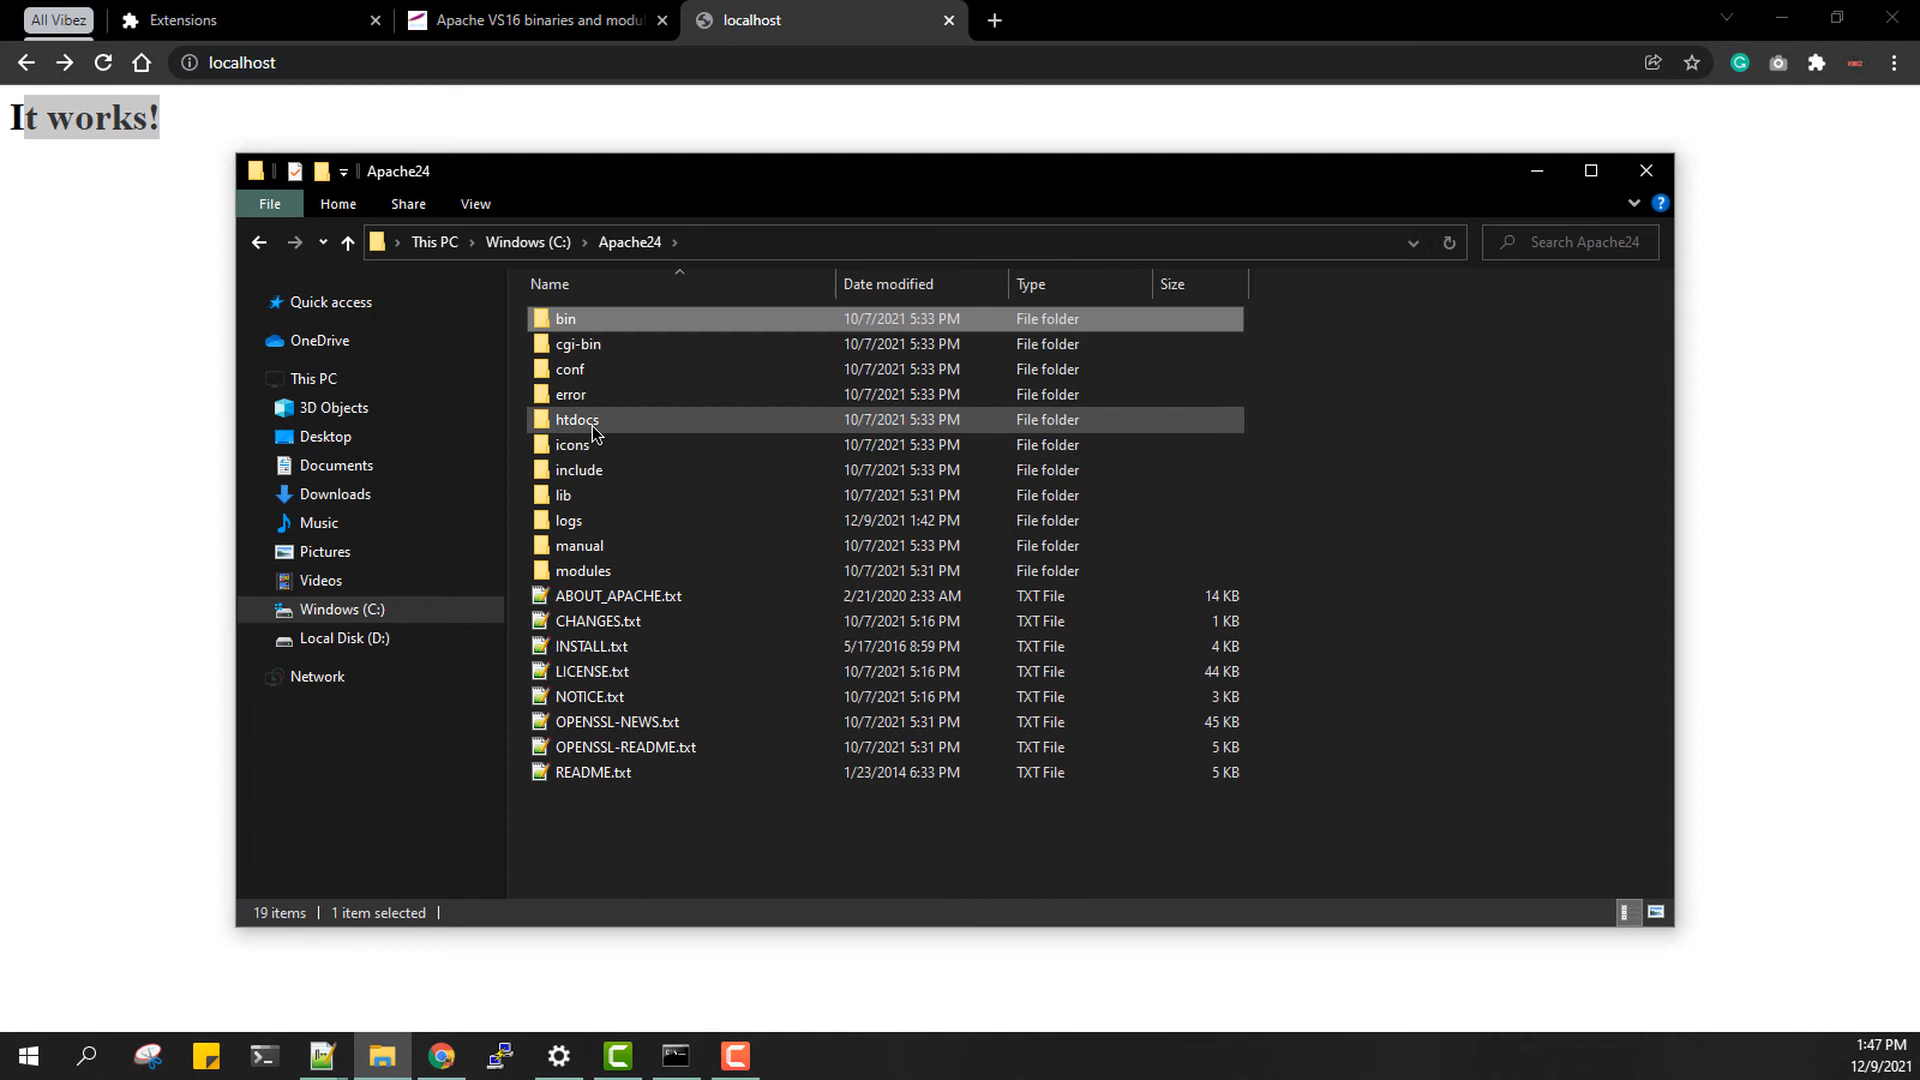 All Vibez
Extensions
Apache VS16 binaries and modul
localhost
localhost
It works!
Apache24
File Home Share View
This PC Windows (C:) Apache24
Search Apache24
Name Date modified Type Size
Quick access
OneDrive
This PC
3D Objects
Desktop
Documents
Downloads
Music
Pictures
Videos
Windows (C:)
Local Disk (D:)
Network
bin 10/7/2021 5:33 PM File folder
cgi-bin 10/7/2021 5:33 PM File folder
conf 10/7/2021 5:33 PM File folder
error 10/7/2021 5:33 PM File folder
htdocs 10/7/2021 5:33 PM File folder
icons 10/7/2021 5:33 PM File folder
include 10/7/2021 5:33 PM File folder
lib 10/7/2021 5:31 PM File folder
logs 12/9/2021 1:42 PM File folder
manual 10/7/2021 5:33 PM File folder
modules 10/7/2021 5:31 PM File folder
ABOUT_APACHE.txt 2/21/2020 2:33 AM TXT File 14 KB
CHANGES.txt 10/7/2021 5:16 PM TXT File 1 KB
INSTALL.txt 5/17/2016 8:59 PM TXT File 4 KB
LICENSE.txt 10/7/2021 5:16 PM TXT File 44 KB
NOTICE.txt 10/7/2021 5:16 PM TXT File 3 KB
OPENSSL-NEWS.txt 10/7/2021 5:31 PM TXT File 45 KB
OPENSSL-README.txt 10/7/2021 5:31 PM TXT File 5 KB
README.txt 1/23/2014 6:33 PM TXT File 5 KB
19 items 1 item selected
1:47 PM
12/9/2021